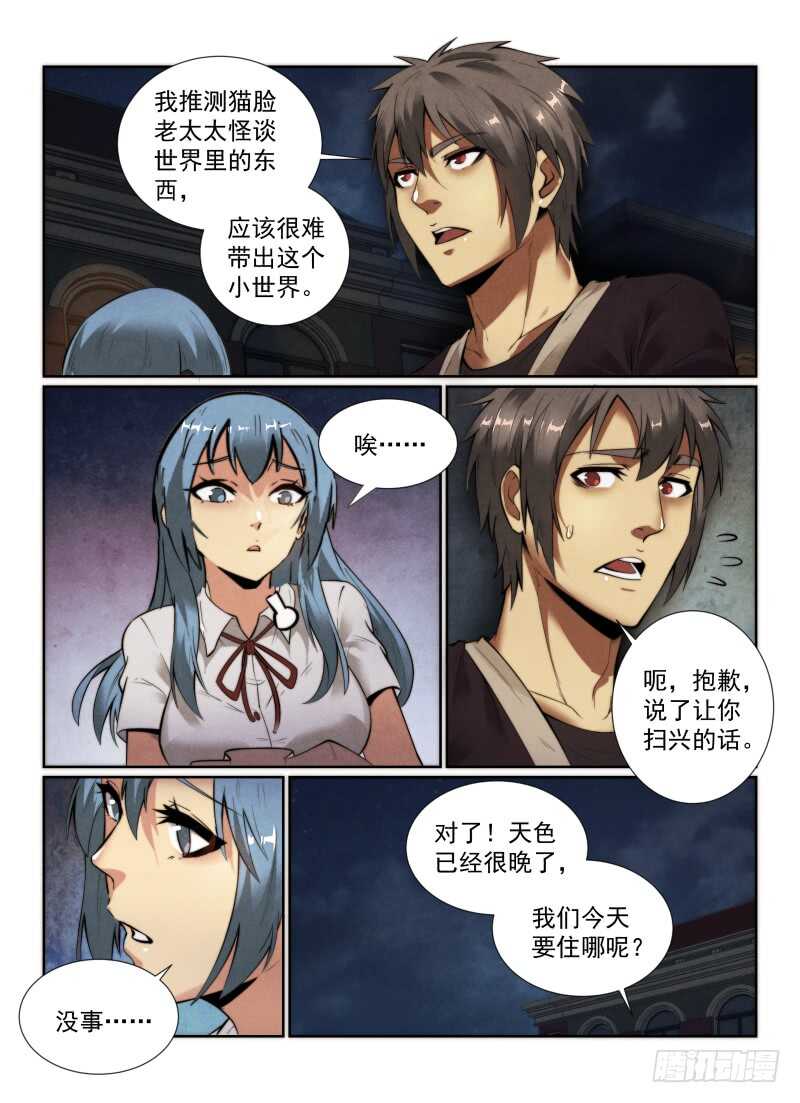 我推测猫脸
老太太怪谈
世界里的东
西，
应该很难
带出这个
小世界。
唉……
呃，抱歉，
说了让你
扫兴的话。
没事……
对了！天色
已经很晚了，
我们今天
要住哪呢？
腾讯动漫